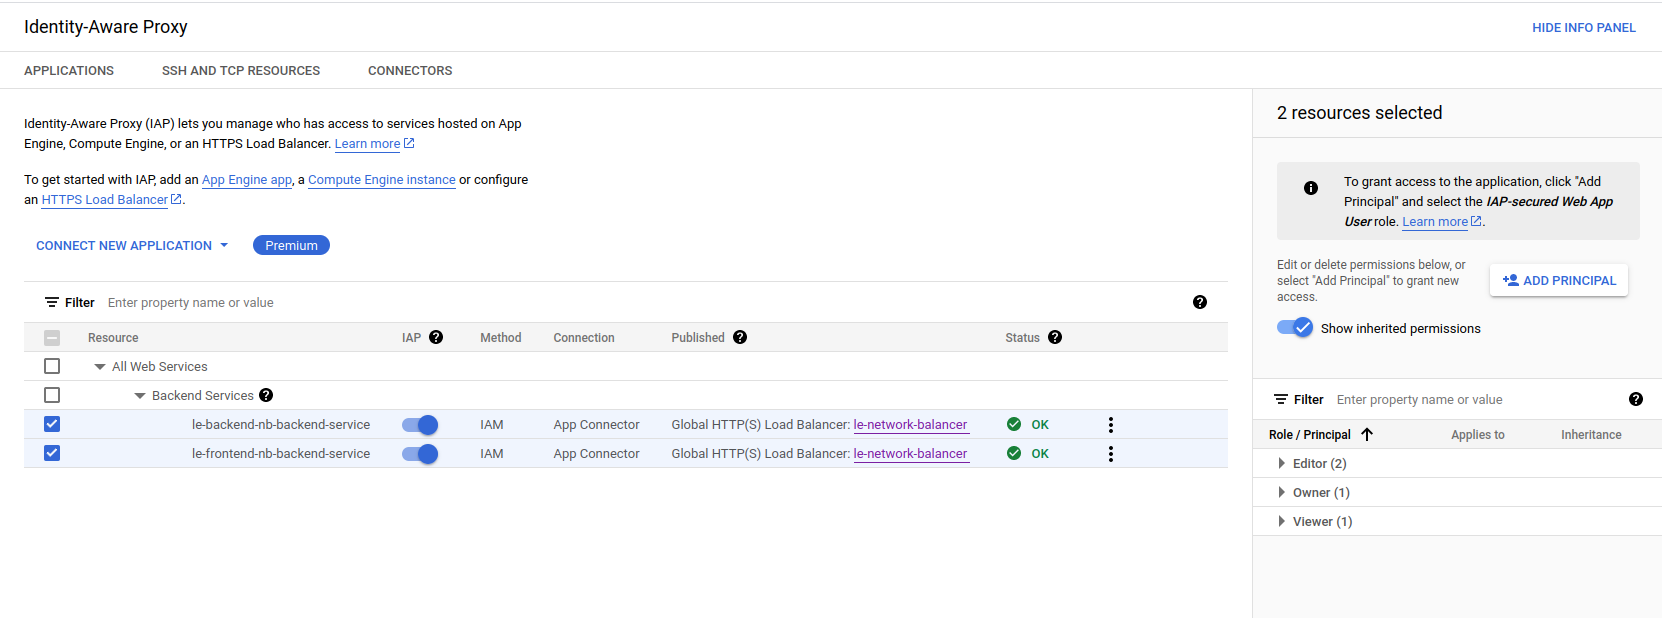 Identity-Aware Proxy
HIDE INFO PANEL
APPLICATIONS SSH AND TCP RESOURCES CONNECTORS
Identity-Aware Proxy (IAP) lets you manage who has access to services hosted on App
Engine, Compute Engine, or an HTTPS Load Balancer. Learn more
To get started with IAP, add an App Engine app, a Compute Engine instance or configure
an HTTPS Load Balancer.
CONNECT NEW APPLICATION Premium
Filter Enter property name or value
Resource IAP Method Connection Published Status
All Web Services
Backend Services
le-backend-nb-backend-service IAM App Connector Global HTTP(S) Load Balancer: le-network-balancer OK
le-frontend-nb-backend-service IAM App Connector Global HTTP(S) Load Balancer: le-network-balancer OK
2 resources selected
To grant access to the application, click "Add
Principal" and select the IAP-secured Web App
User role. Learn more.
Edit or delete permissions below, or
select "Add Principal" to grant new
access.
ADD PRINCIPAL
Show inherited permissions
Filter Enter property name or value
Role / Principal Applies to Inheritance
Editor (2)
Owner (1)
Viewer (1)